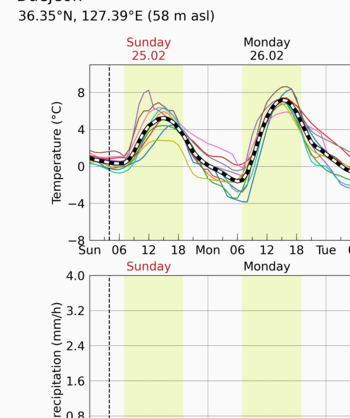 36.35°N, 127.39°E (58 m asl)
Sunday Monday
25.02 26.02
Temperature (°C)
8
4
0
−4
−8
Sun 06 12 18 Mon 06 12 18 Tue
Sunday Monday
recipitation (mm/h)
4.0
3.2
2.4
1.6
0.8